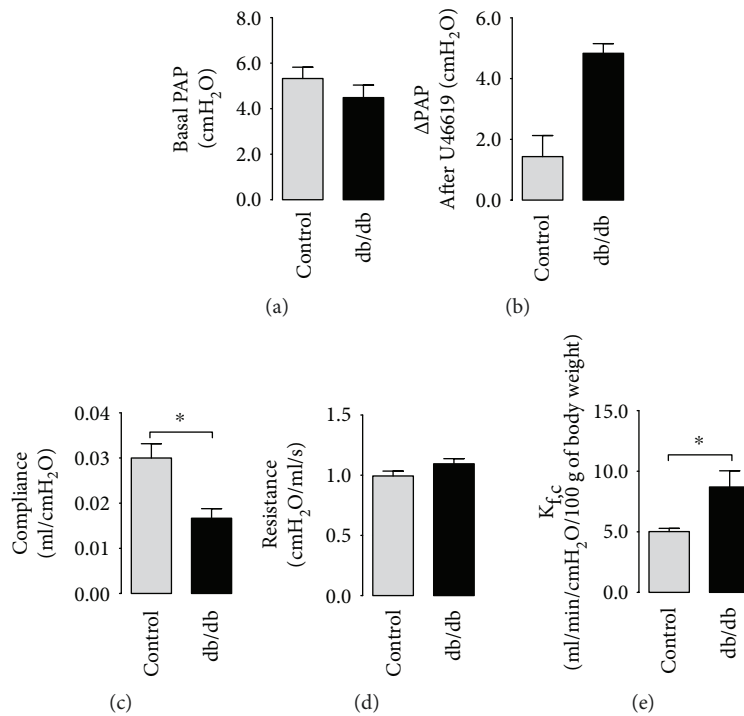 Basal PAP
(cmH₂O)
8.0
6.0
4.0
2.0
0.0
Control
db/db
(a)
ΔPAP
After U46619 (cmH₂O)
6.0
4.0
2.0
0.0
Control
db/db
(b)
Compliance
(ml/cmH₂O)
0.04
0.03
0.02
0.01
0.00
*
Control
db/db
(c)
Resistance
(cmH₂O/ml/s)
1.5
1.0
0.5
0.0
Control
db/db
(d)
K_f,c
(ml/min/cmH₂O/100 g of body weight)
15.0
10.0
5.0
0.0
*
Control
db/db
(e)